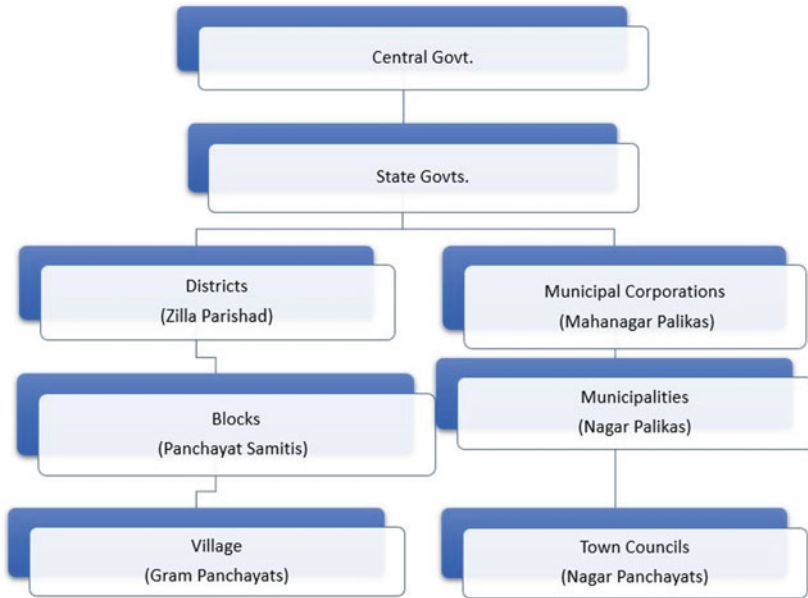 Central Govt.
State Govts.
Districts
(Zilla Parishad)
Municipal Corporations
(Mahanagar Palikas)
Blocks
(Panchayat Samitis)
Municipalities
(Nagar Palikas)
Village
(Gram Panchayats)
Town Councils
(Nagar Panchayats)